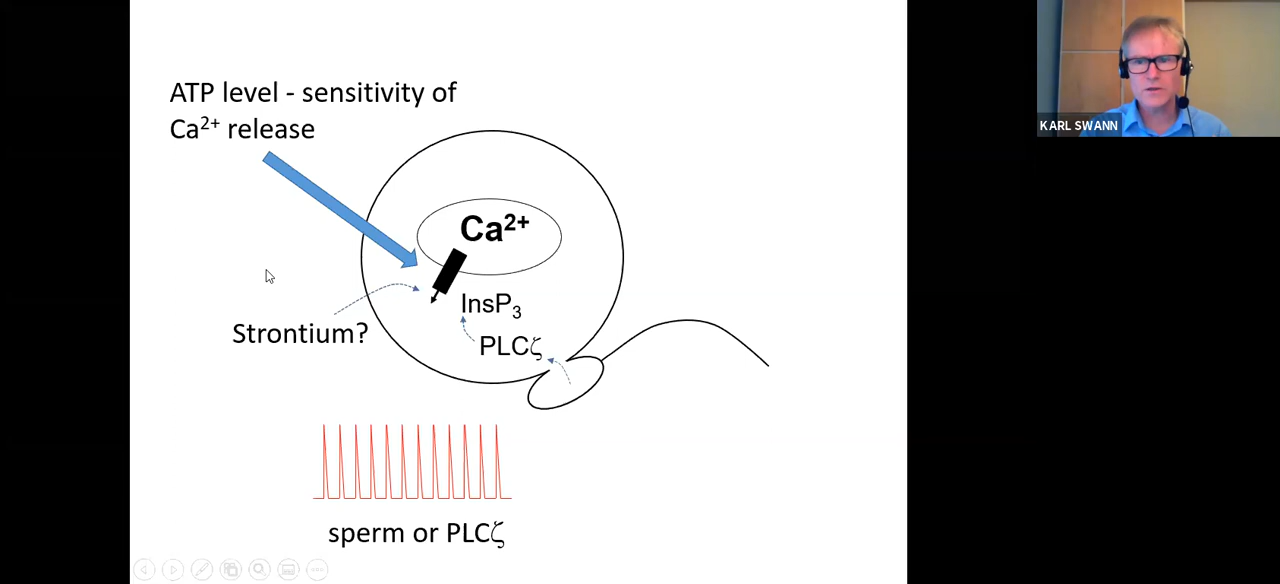 ATP level - sensitivity of
Ca²⁺ release
Ca²⁺
InsP₃
Strontium?
PLCζ
sperm or PLCζ
KARL SWANN